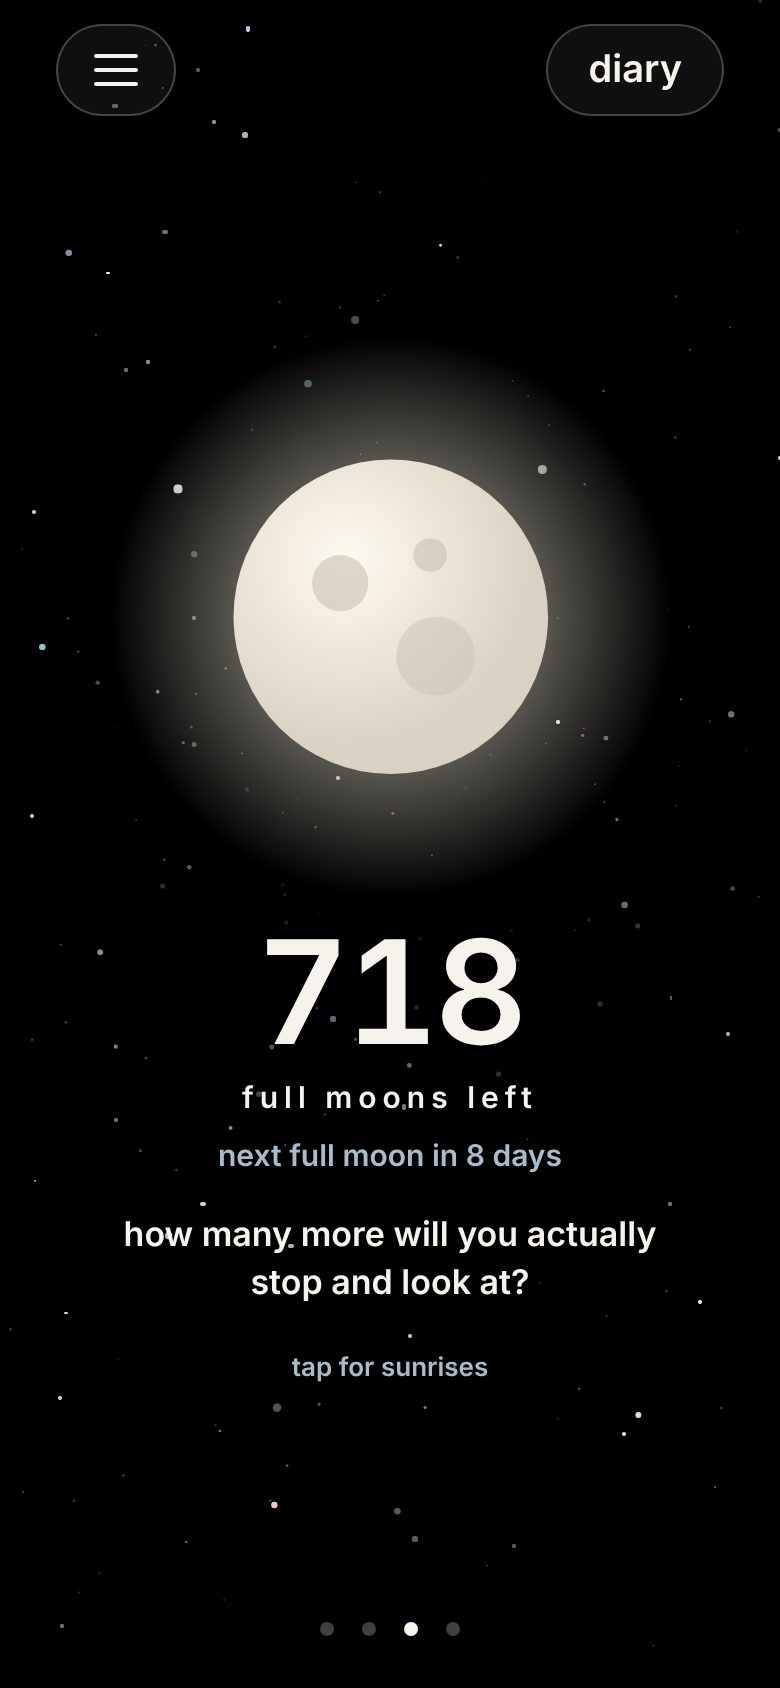 diary
718
full moons left
next full moon in 8 days
how many more will you actually
stop and look at?
tap for sunrises